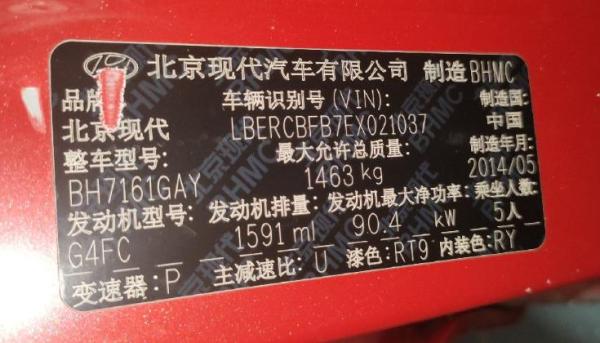 北京现代汽车有限公司 制造 BHMC
品牌 车辆识别号(VIN): 制造国:
北京现代 LBERCBFB7EX021037 中国
整车型号: 最大允许总质量: 制造年月:
BH7161GAY 1463 kg 2014/05
发动机型号: 发动机排量: 发动机最大净功率: 乘坐人数:
G4FC 1591 ml 90.4 kW 5人
变速器: P 主减速比: U 漆色: RT9 内装色: RY